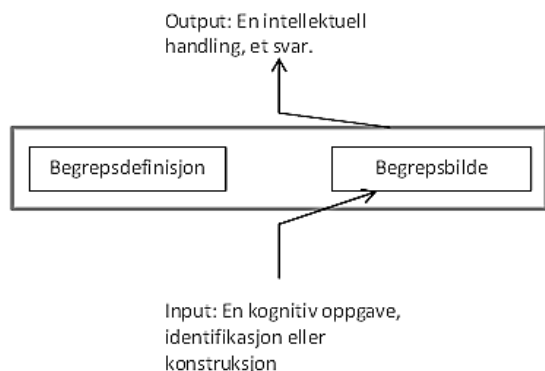 Output: En intellektuell
handling, et svar.
Begrepsdefinisjon
Begrepsbilde
Input: En kognitiv oppgave,
identifikasjon eller
konstruksjon